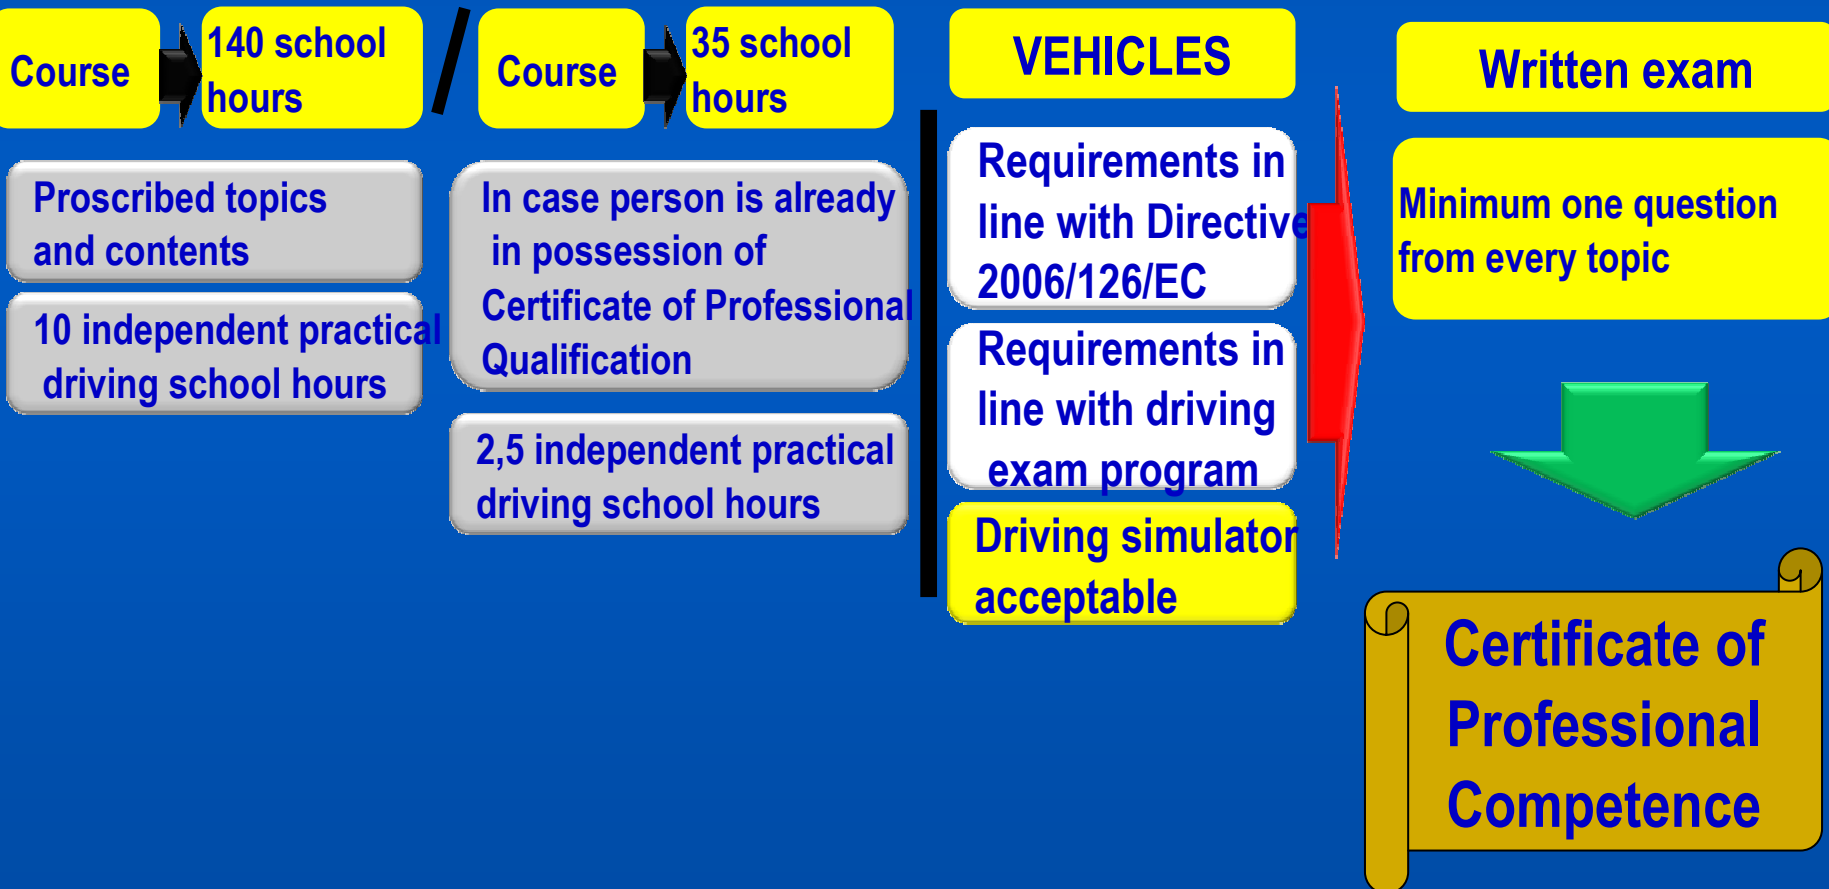 Course
140 school
hours
Proscribed topics
and contents
10 independent practical
driving school hours
/
Course
35 school
hours
In case person is already
in possession of
Certificate of Professional
Qualification
2,5 independent practical
driving school hours
VEHICLES
Requirements in
line with Directive
2006/126/EC
Requirements in
line with driving
exam program
Driving simulator
acceptable
Written exam
Minimum one question
from every topic
Certificate of
Professional
Competence